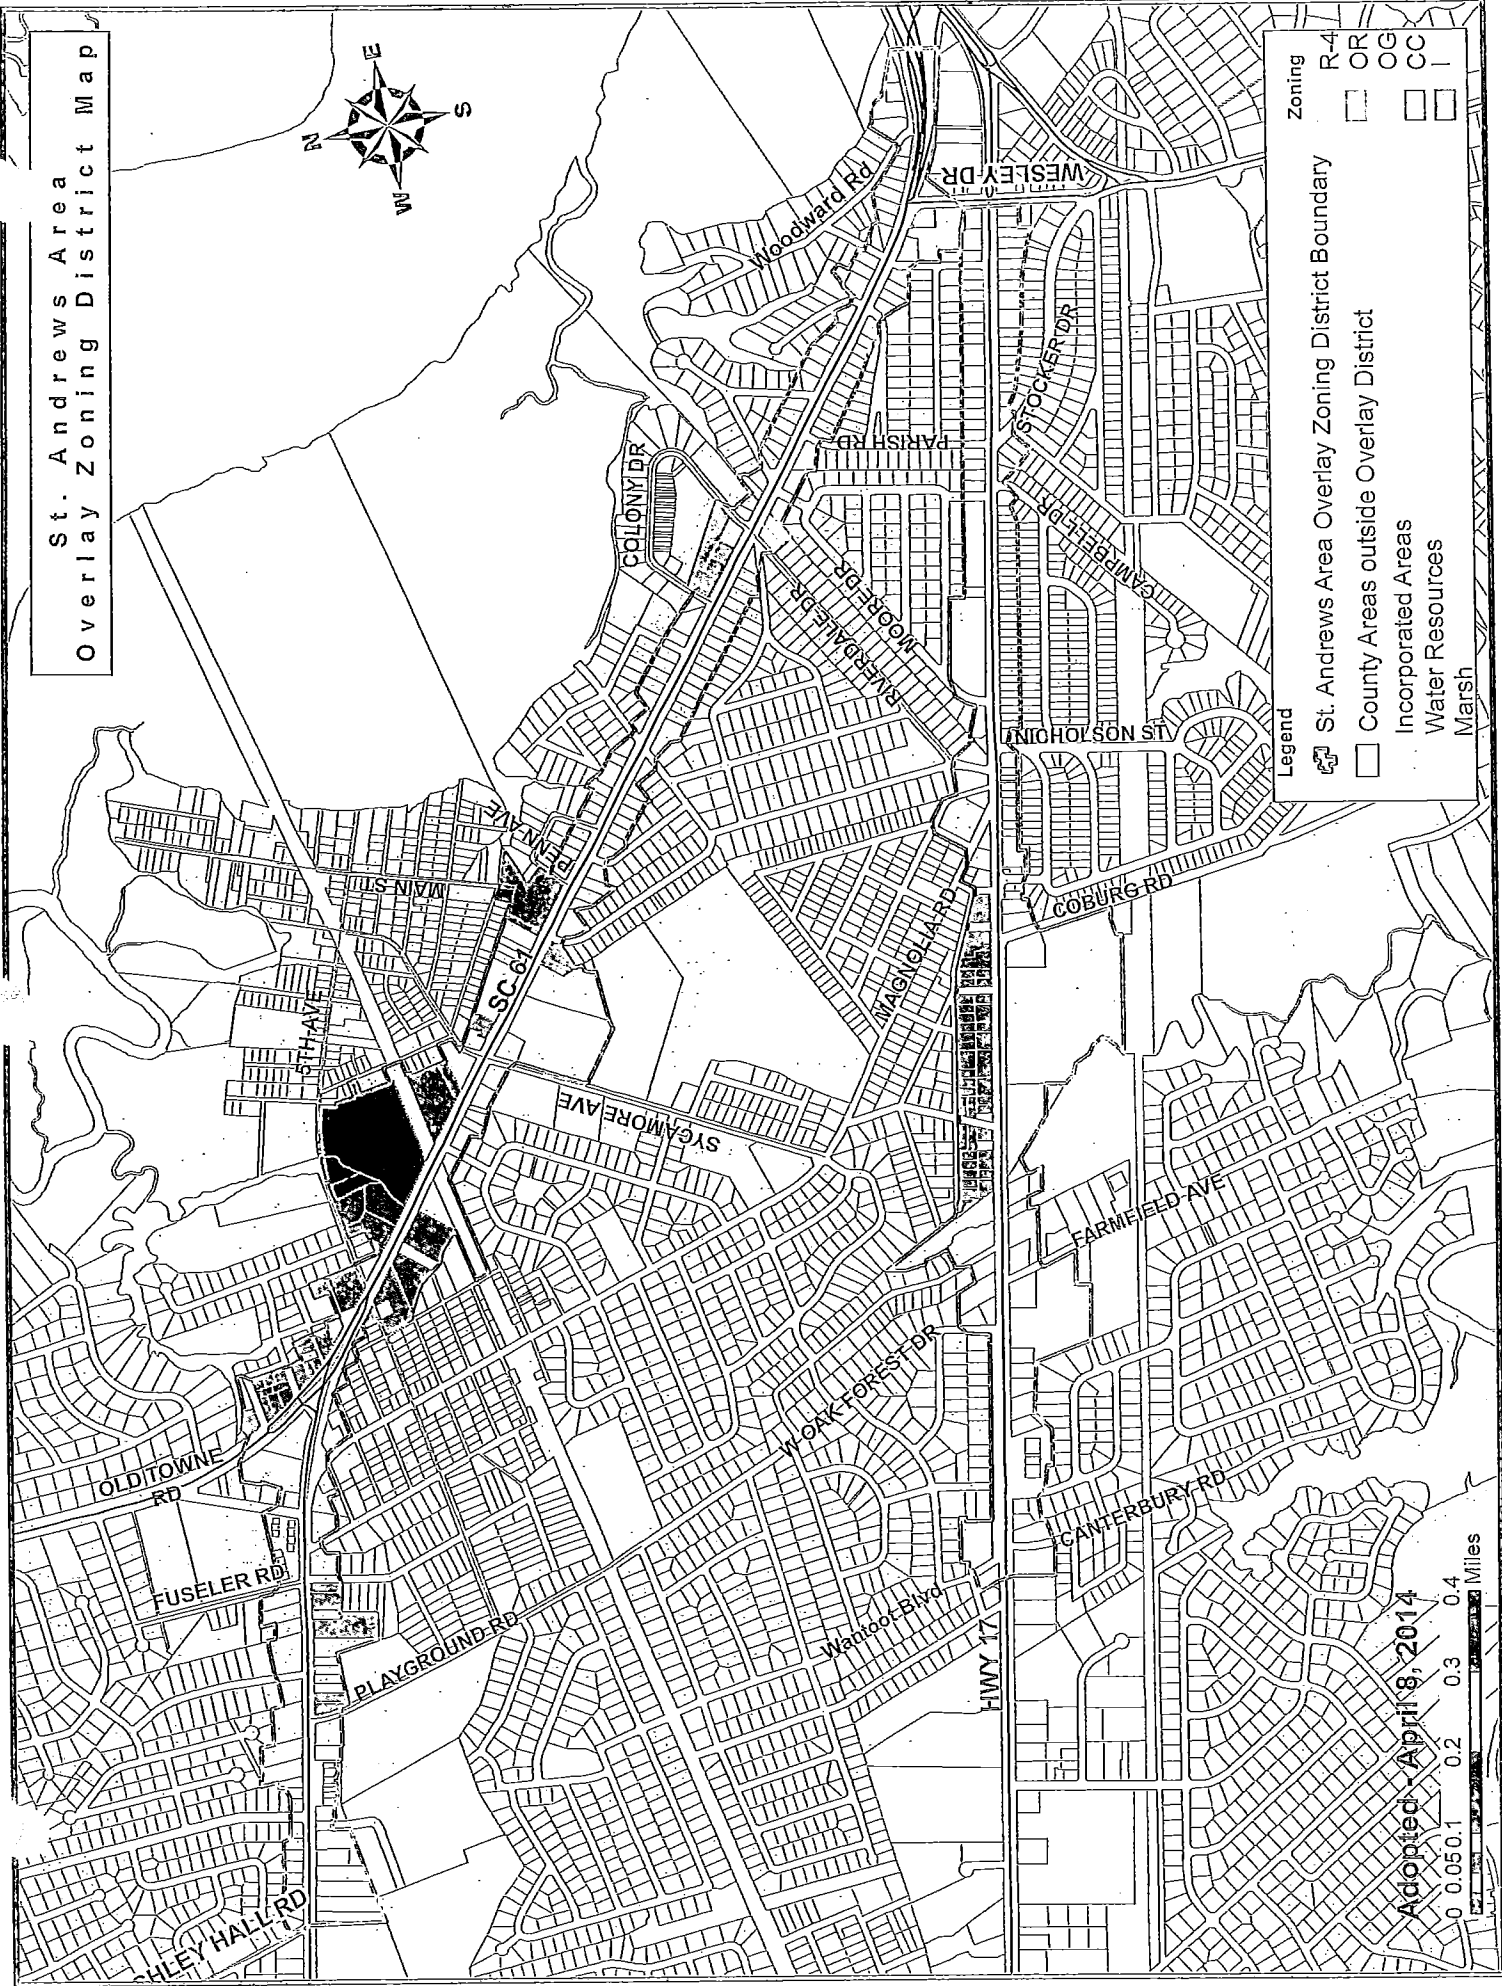 St. Andrews Area
Overlay Zoning District Map
N
E
S
W
ASHLEY HALL RD
FUSELER RD
OLD TOWNE
RD
PLAYGROUND RD
5TH AVE
MAIN ST
SC 61
COLONY DR
Woodward Rd
WESLEY DR
SYCAMORE AVE
MAGNOLIA RD
RIVERDALE DR
MOORE DR
PARISH RD
STOCKER DR
CAMPBELL DR
NICHOLSON ST
COBURG RD
W OAK FOREST DR
Wantoot Blvd
HWY 17
FARMFIELD AVE
CANTERBURY RD
Adopted - April 8, 2014
0 0.05 0.1 0.2 0.3 0.4
Miles
Legend
St. Andrews Area Overlay Zoning District Boundary
County Areas outside Overlay District
Incorporated Areas
Water Resources
Marsh
Zoning
R-4
OR
OG
CC
I